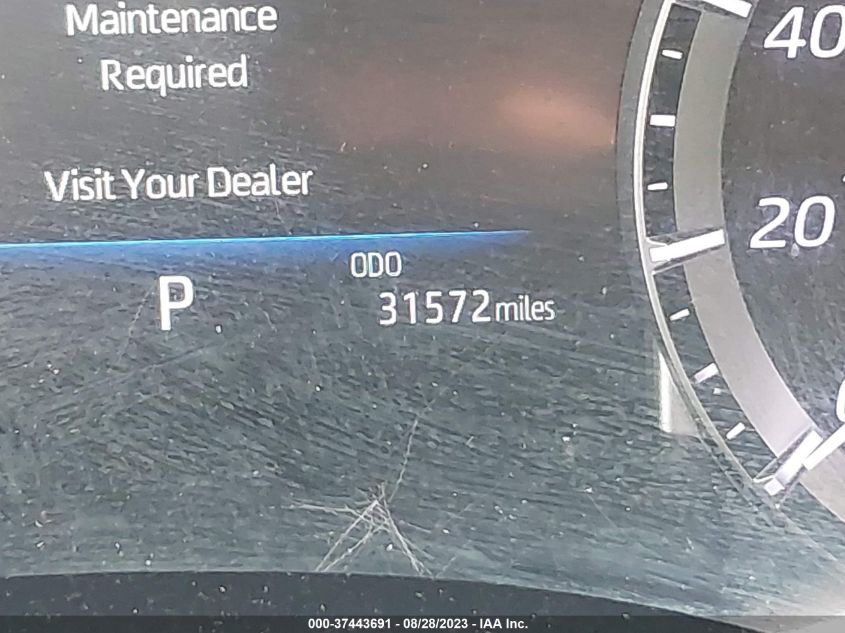 Maintenance
Required
Visit Your Dealer
ODO
P
31572 miles
40
20
000-37443691 - 08/28/2023 - IAA Inc.